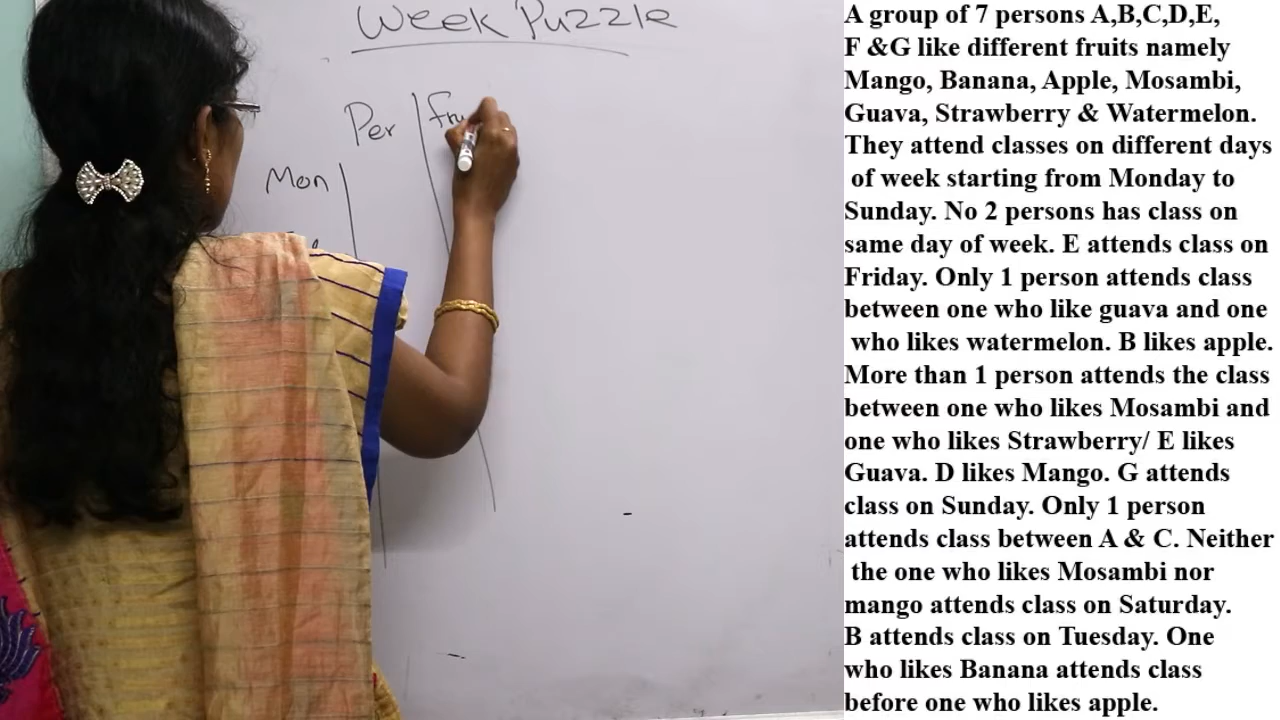 Week Puzzle
Per
Mon
A group of 7 persons A,B,C,D,E,
F &G like different fruits namely
Mango, Banana, Apple, Mosambi,
Guava, Strawberry & Watermelon.
They attend classes on different days
of week starting from Monday to
Sunday. No 2 persons has class on
same day of week. E attends class on
Friday. Only 1 person attends class
between one who like guava and one
who likes watermelon. B likes apple.
More than 1 person attends the class
between one who likes Mosambi and
one who likes Strawberry/ E likes
Guava. D likes Mango. G attends
class on Sunday. Only 1 person
attends class between A & C. Neither
the one who likes Mosambi nor
mango attends class on Saturday.
B attends class on Tuesday. One
who likes Banana attends class
before one who likes apple.